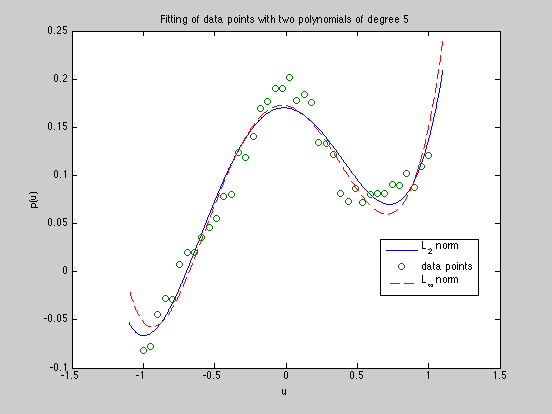 Fitting of data points with two polynomials of degree 5
0.25
0.2
0.15
0.1
0.05
0
-0.05
-0.1
p(u)
L2 norm
data points
L∞ norm
-1.5
-1
-0.5
0
0.5
1
1.5
u